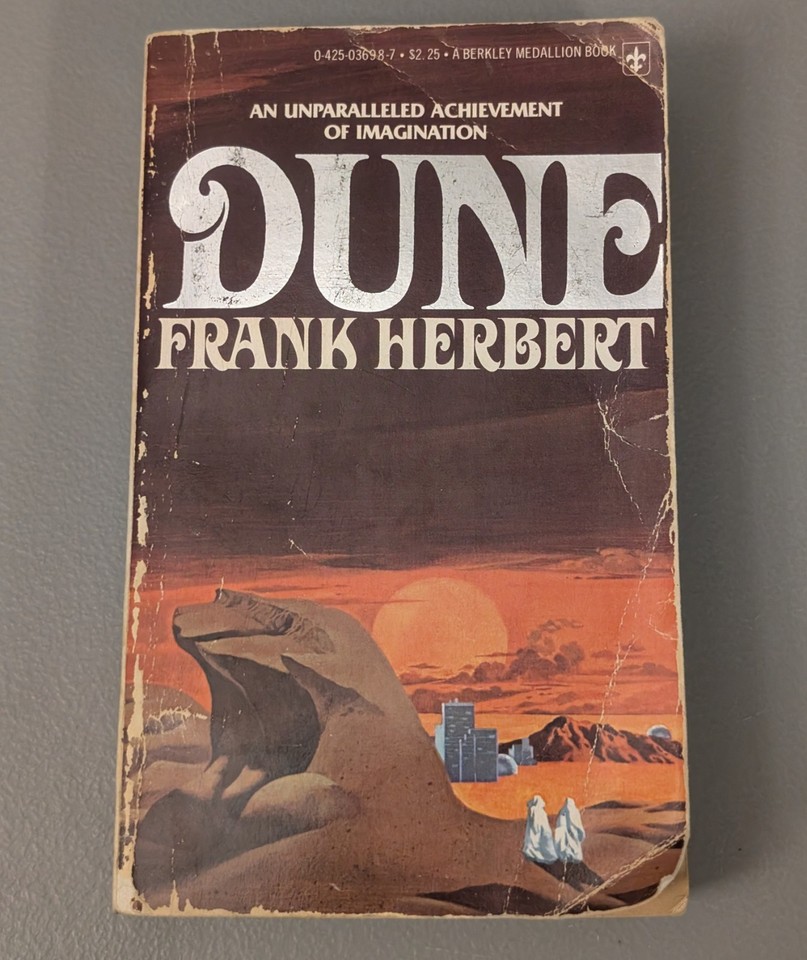 0-425-03698-7 • $2.25 • A BERKLEY MEDALLION BOOK
AN UNPARALLELED ACHIEVEMENT
OF IMAGINATION
DUNE
FRANK HERBERT